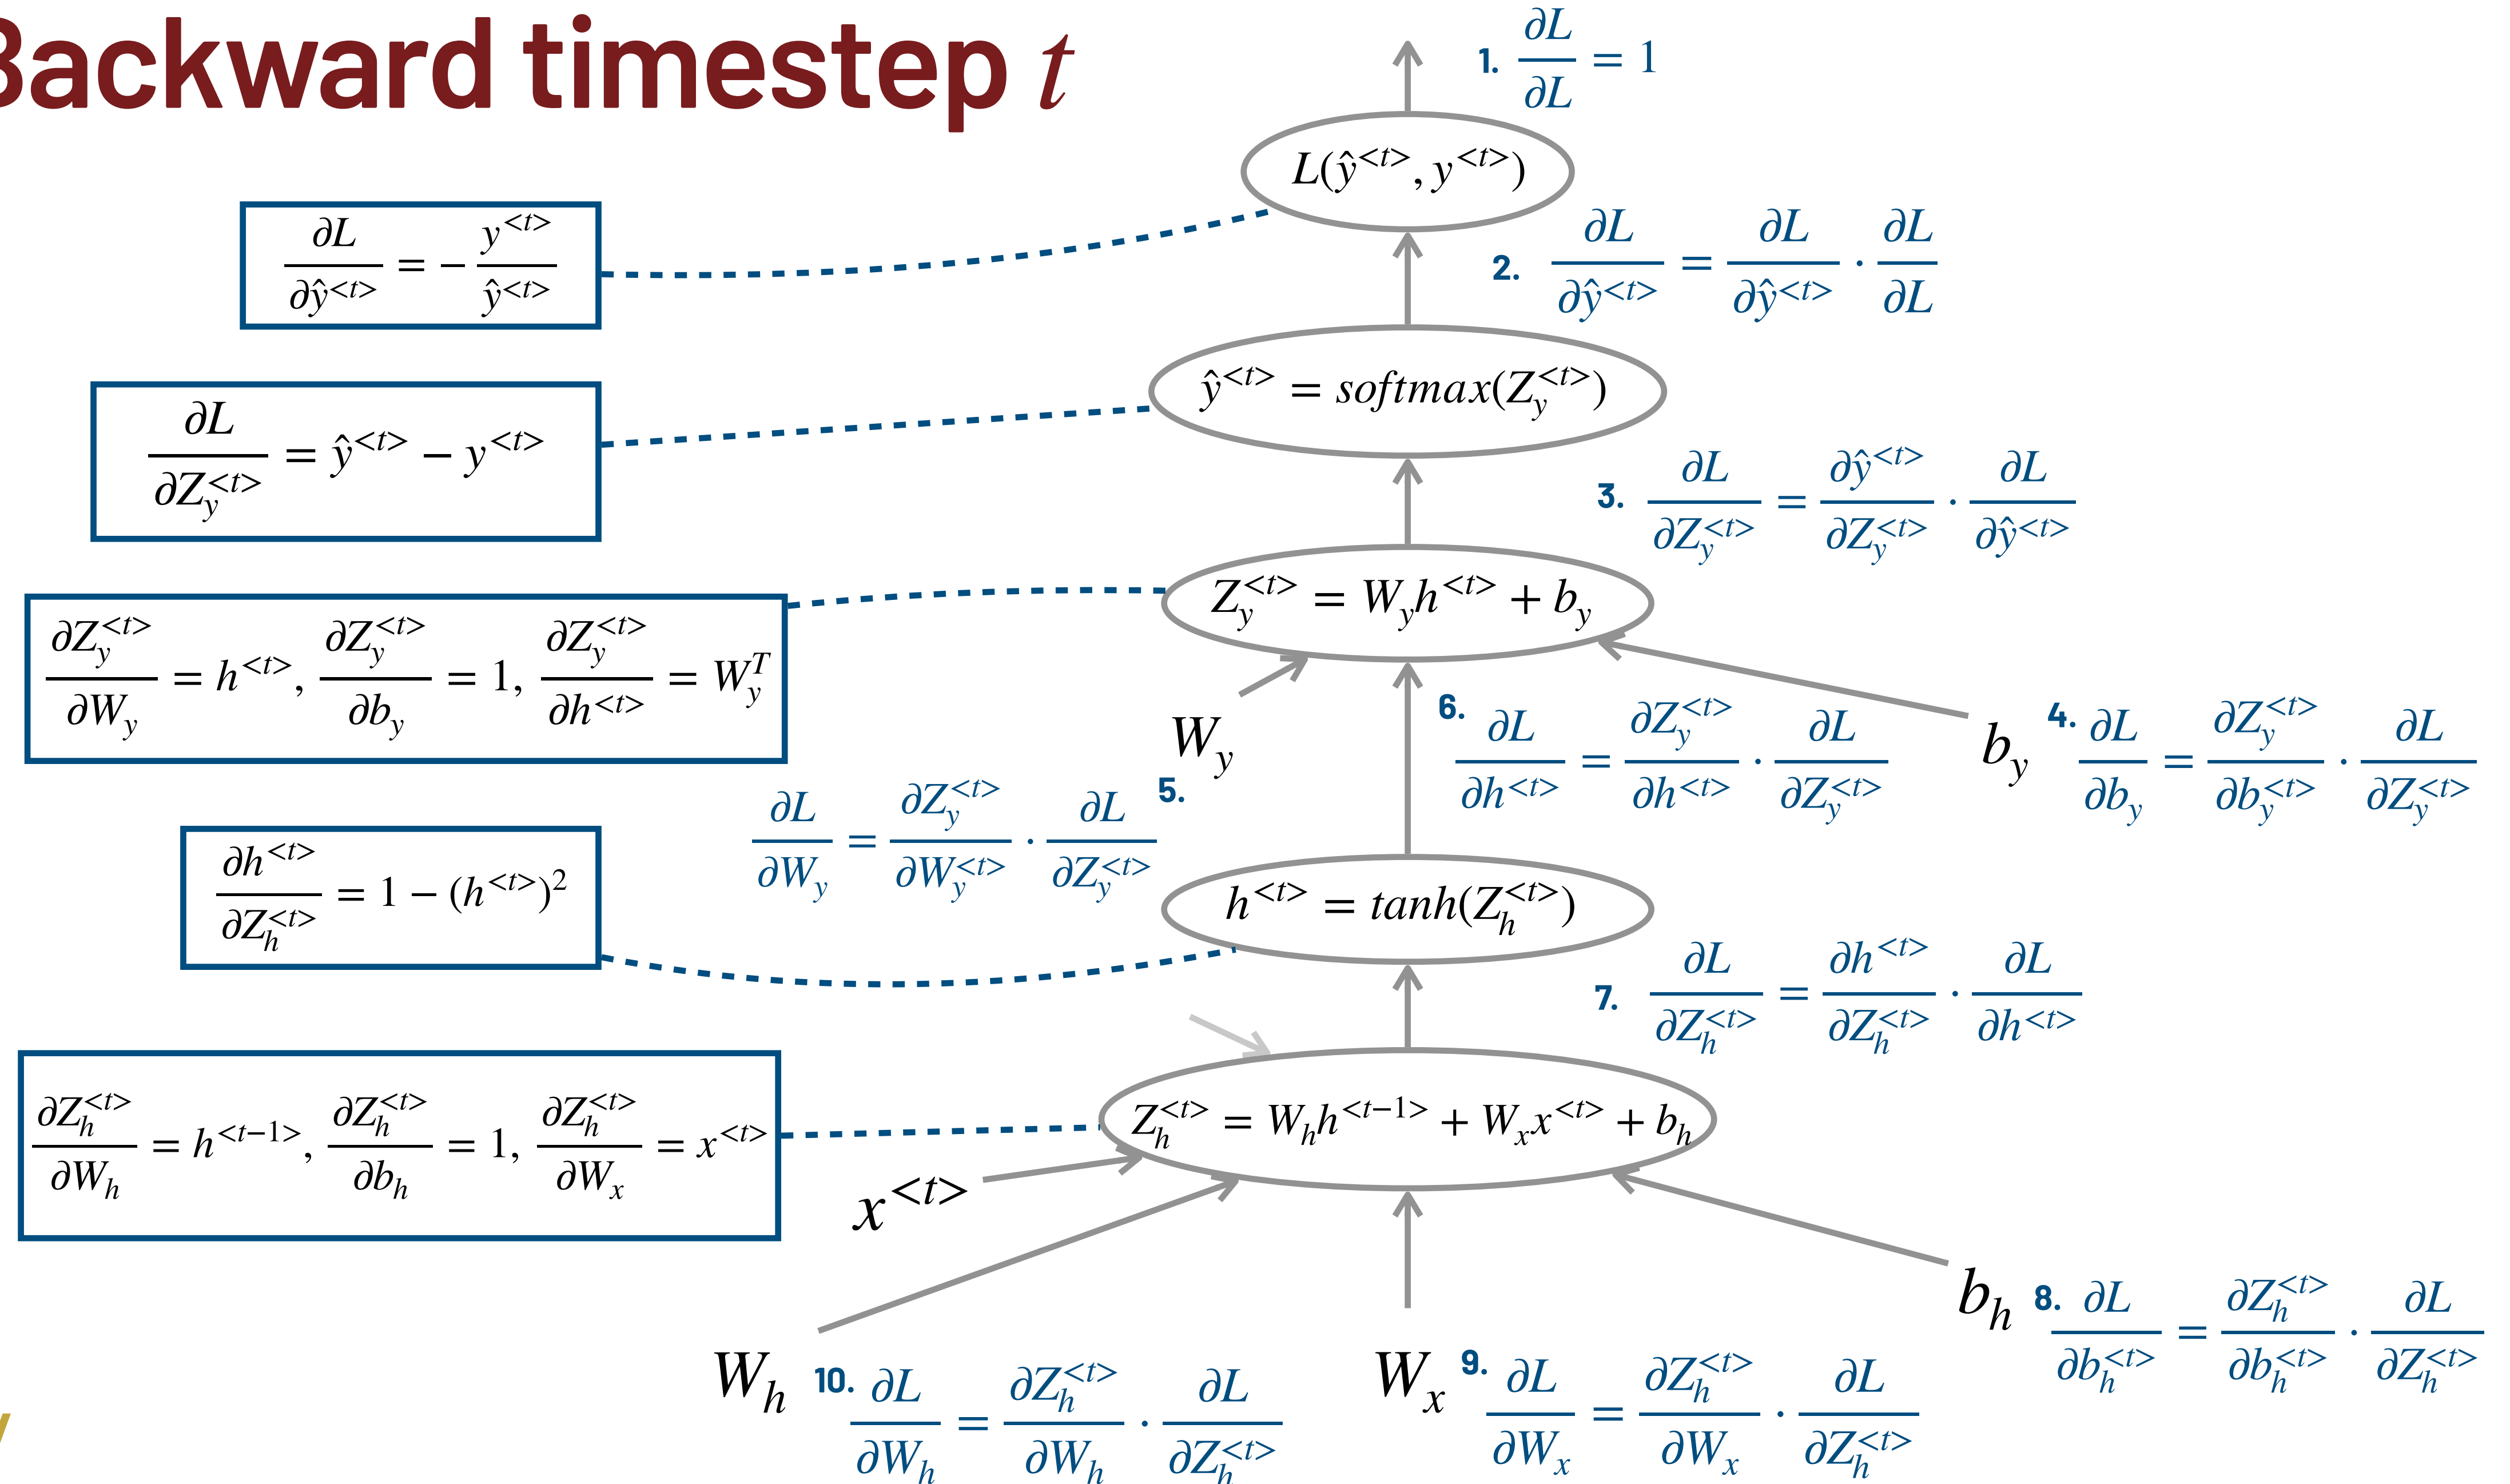 Backward timestep t
1. ∂L/∂L = 1
L(ŷ^{<t>}, y^{<t>})
∂L/∂ŷ^{<t>} = − y^{<t>}/ŷ^{<t>}
2. ∂L/∂ŷ^{<t>} = ∂L/∂ŷ^{<t>} · ∂L/∂L
ŷ^{<t>} = softmax(Z_y^{<t>})
∂L/∂Z_y^{<t>} = ŷ^{<t>} − y^{<t>}
3. ∂L/∂Z_y^{<t>} = ∂ŷ^{<t>}/∂Z_y^{<t>} · ∂L/∂ŷ^{<t>}
Z_y^{<t>} = W_y h^{<t>} + b_y
∂Z_y^{<t>}/∂W_y = h^{<t>}, ∂Z_y^{<t>}/∂b_y = 1, ∂Z_y^{<t>}/∂h^{<t>} = W_y^T
W_y
6. ∂L/∂h^{<t>} = ∂Z_y^{<t>}/∂h^{<t>} · ∂L/∂Z_y^{<t>}
b_y
4. ∂L/∂b_y = ∂Z_y^{<t>}/∂b_y^{<t>} · ∂L/∂Z_y^{<t>}
5. ∂L/∂W_y = ∂Z_y^{<t>}/∂W_y^{<t>} · ∂L/∂Z_y^{<t>}
∂h^{<t>}/∂Z_h^{<t>} = 1 − (h^{<t>})^2
h^{<t>} = tanh(Z_h^{<t>})
7. ∂L/∂Z_h^{<t>} = ∂h^{<t>}/∂Z_h^{<t>} · ∂L/∂h^{<t>}
∂Z_h^{<t>}/∂W_h = h^{<t−1>}, ∂Z_h^{<t>}/∂b_h = 1, ∂Z_h^{<t>}/∂W_x = x^{<t>}
Z_h^{<t>} = W_h h^{<t−1>} + W_x x^{<t>} + b_h
x^{<t>}
b_h
8. ∂L/∂b_h^{<t>} = ∂Z_h^{<t>}/∂b_h^{<t>} · ∂L/∂Z_h^{<t>}
W_h
10. ∂L/∂W_h = ∂Z_h^{<t>}/∂W_h · ∂L/∂Z_h^{<t>}
W_x
9. ∂L/∂W_x = ∂Z_h^{<t>}/∂W_x · ∂L/∂Z_h^{<t>}